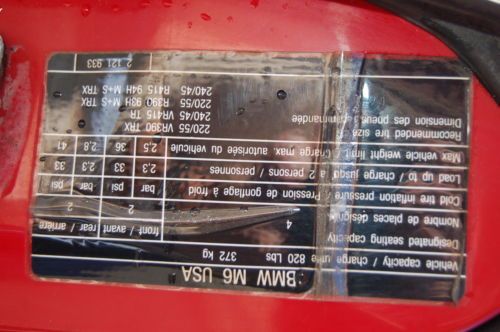 BMW M6 USA
Vehicle capacity / charge utile 820 Lbs 372 kg
Designated seating capacity
Nombre de places désignées 4
front / avant rear / arrière
2 2
Cold tire inflation pressure / Pression de gonflage à froid
bar psi bar psi
Load up to / Charge jusqu'à 2 persons / personnes 2,3 33 2,3 33
Max vehicle weight limit / Charge max. autorisée du véhicule 2,5 36 2,8 41
Recommended tire size
Dimension des pneus recommandée
220/55 VR390 TRX
240/45 VR415 TR
220/55 R390 93H M+S TRX
240/45 R415 94H M+S TRX
2 121 933